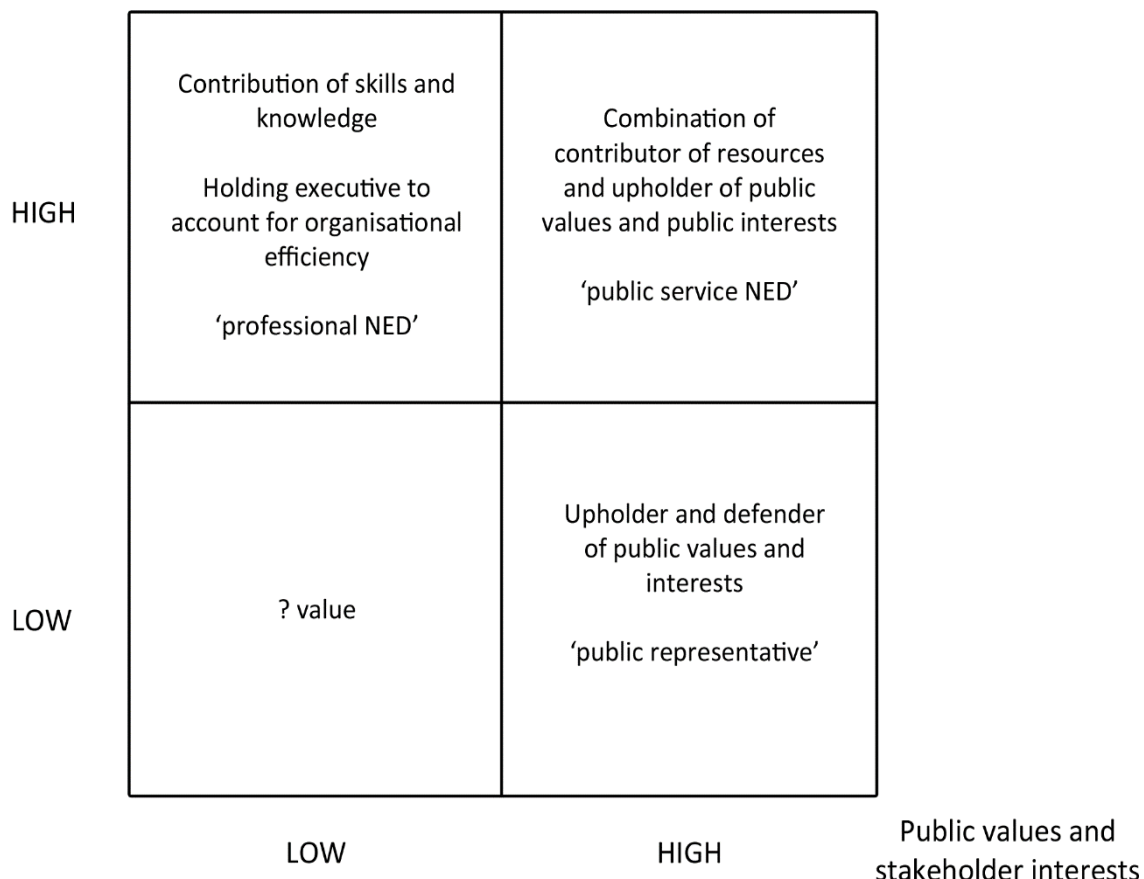 Contribution of skills and
knowledge
Holding executive to
account for organisational
efficiency
‘professional NED’
Combination of
contributor of resources
and upholder of public
values and public interests
‘public service NED’
HIGH
? value
Upholder and defender
of public values and
interests
‘public representative’
LOW
LOW
HIGH
Public values and
stakeholder interests